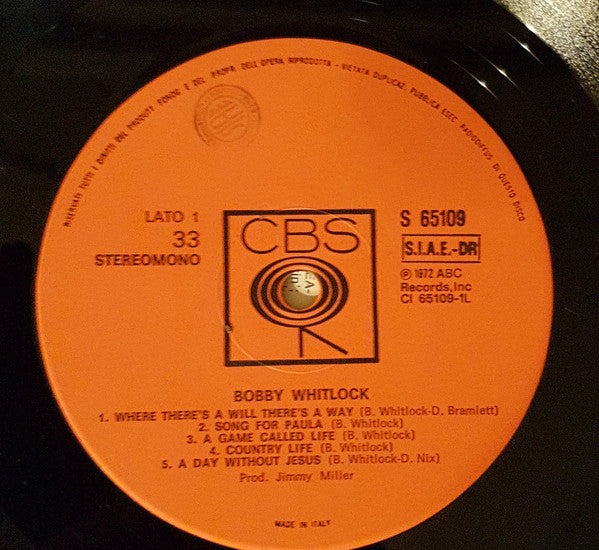 RISERVATI TUTTI I DIRITTI DEL PRODUTT. FONOG. E DEL PROPR. DELL'OPERA RIPRODOTTA - VIETATA DUPLICAZ. PUBBLICA ESEC. RADIODIFFUS. DI QUESTO DISCO
LATO 1
33
STEREOMONO
CBS
S 65109
S.I.A.E.-DR
Ⓟ 1972 ABC
Records,Inc
CI 65109-1L
BOBBY WHITLOCK
1. WHERE THERE'S A WILL THERE'S A WAY (B. Whitlock-D. Bramlett)
2. SONG FOR PAULA (B. Whitlock)
3. A GAME CALLED LIFE (B. Whitlock)
4. COUNTRY LIFE (B. Whitlock)
5. A DAY WITHOUT JESUS (B. Whitlock-D. Nix)
Prod. Jimmy Miller
MADE IN ITALY